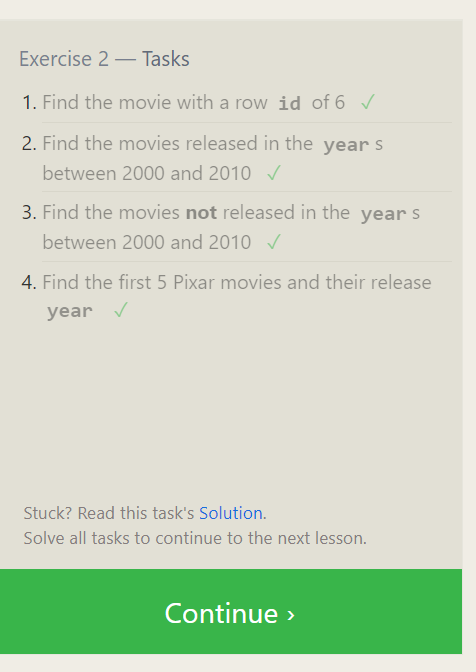 Exercise 2 — Tasks
1. Find the movie with a row id of 6 ✓
2. Find the movies released in the year s
between 2000 and 2010 ✓
3. Find the movies not released in the year s
between 2000 and 2010 ✓
4. Find the first 5 Pixar movies and their release
year ✓
Stuck? Read this task's Solution.
Solve all tasks to continue to the next lesson.
Continue ›